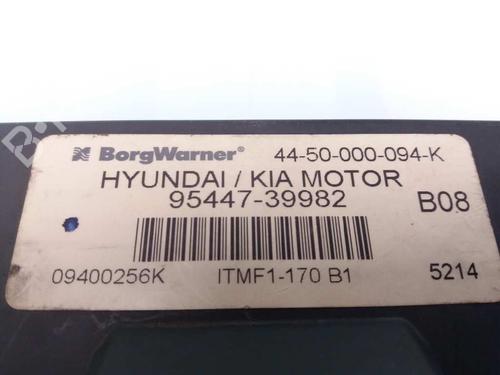 BorgWarner® 44-50-000-094-K
HYUNDAI / KIA MOTOR
95447-39982 B08
09400256K ITMF1-170 B1 5214